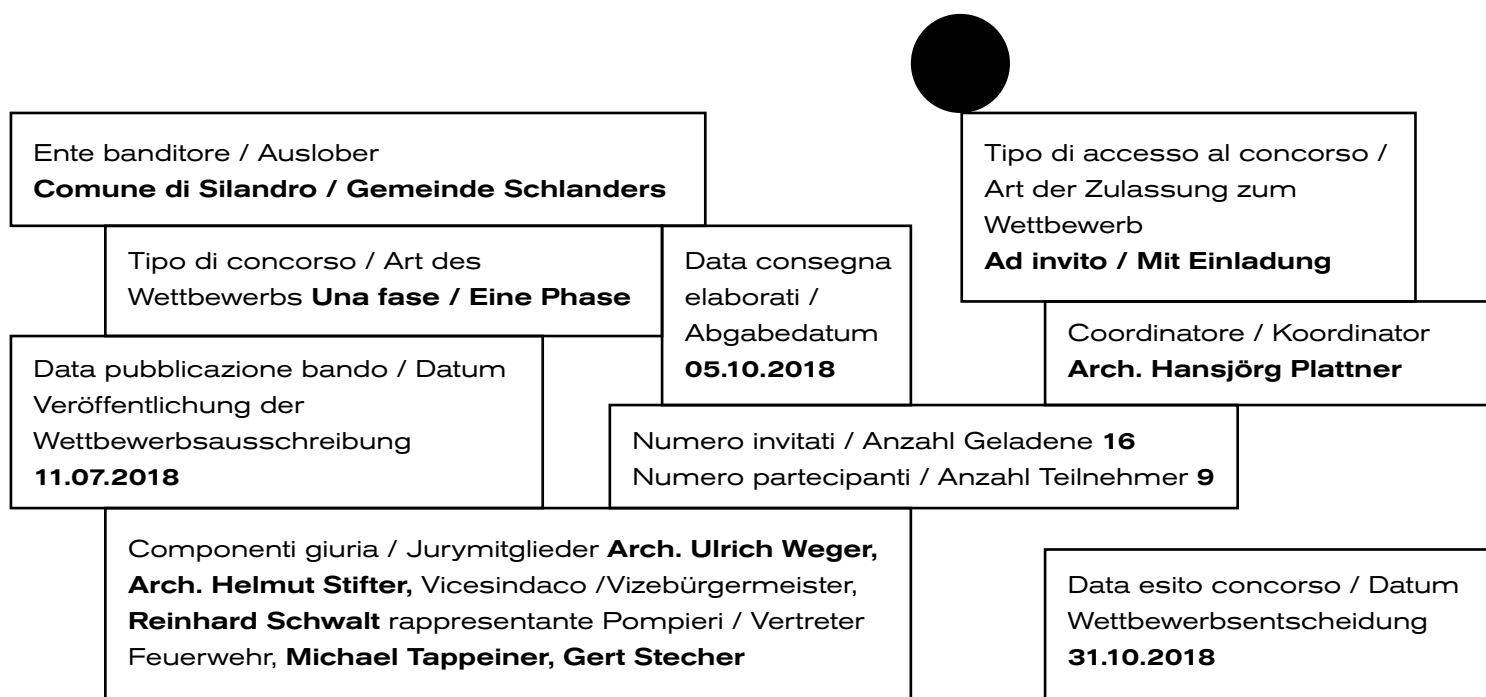 Ente banditore / Auslober
Comune di Silandro / Gemeinde Schlanders
Tipo di accesso al concorso /
Art der Zulassung zum
Wettbewerb
Ad invito / Mit Einladung
Tipo di concorso / Art des
Wettbewerbs Una fase / Eine Phase
Data consegna
elaborati /
Abgabedatum
05.10.2018
Coordinatore / Koordinator
Arch. Hansjörg Plattner
Data pubblicazione bando / Datum
Veröffentlichung der
Wettbewerbsausschreibung
11.07.2018
Numero invitati / Anzahl Geladene 16
Numero partecipanti / Anzahl Teilnehmer 9
Componenti giuria / Jurymitglieder Arch. Ulrich Weger,
Arch. Helmut Stifter, Vicesindaco /Vizebürgermeister,
Reinhard Schwalt rappresentante Pompieri / Vertreter
Feuerwehr, Michael Tappeiner, Gert Stecher
Data esito concorso / Datum
Wettbewerbsentscheidung
31.10.2018